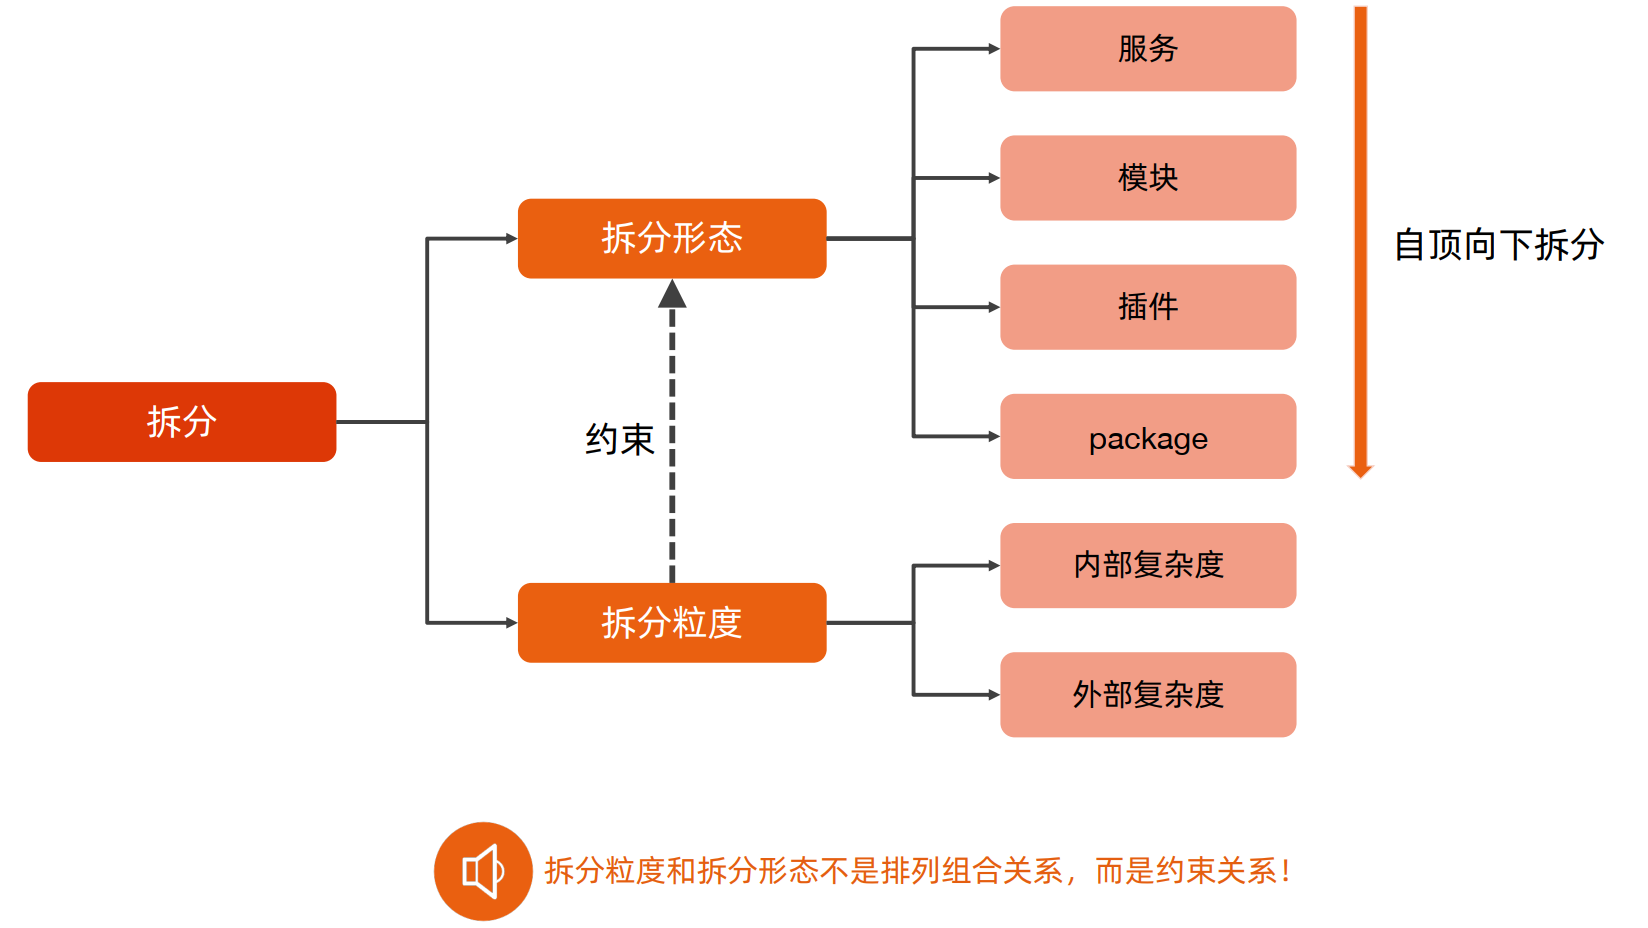 服务
模块
自顶向下拆分
拆分形态
插件
拆分
约束
package
内部复杂度
拆分粒度
外部复杂度
拆分粒度和拆分形态不是排列组合关系，而是约束关系！